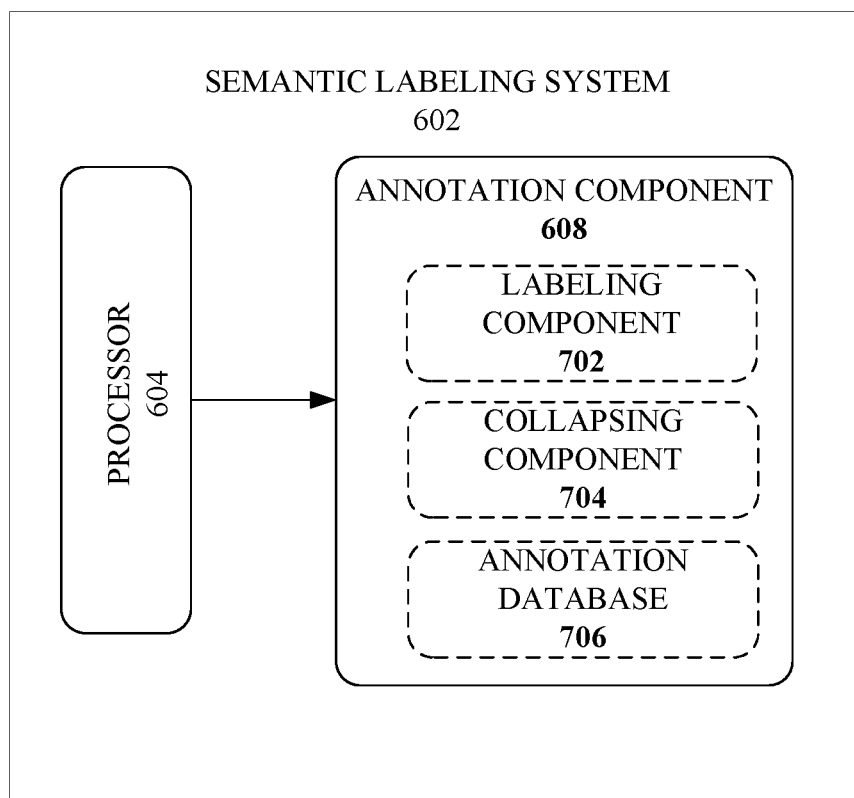 SEMANTIC LABELING SYSTEM
602
PROCESSOR
604
ANNOTATION COMPONENT
608
LABELING
COMPONENT
702
COLLAPSING
COMPONENT
704
ANNOTATION
DATABASE
706